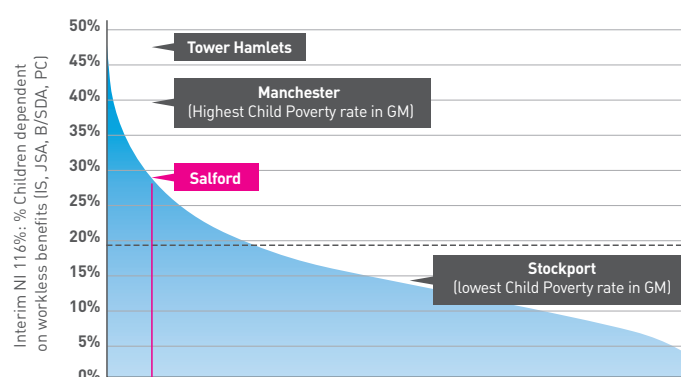 Interim NI 116%: % Children dependent
on workless benefits (IS, JSA, B/SDA, PC)
50%
45%
40%
35%
30%
25%
20%
15%
10%
5%
0%
Tower Hamlets
Manchester
(Highest Child Poverty rate in GM)
Salford
Stockport
(lowest Child Poverty rate in GM)